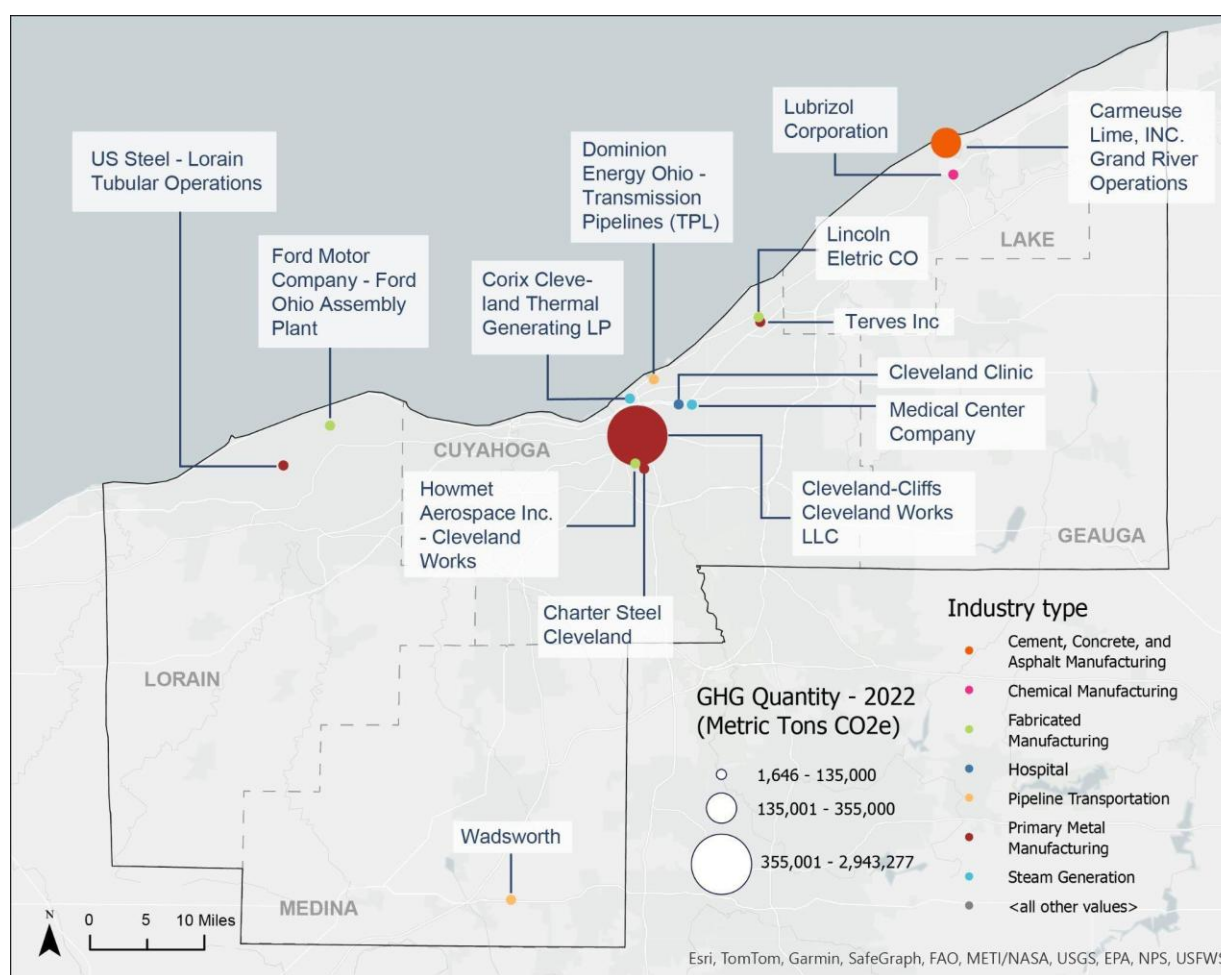 US Steel - Lorain
Tubular Operations
Ford Motor
Company - Ford
Ohio Assembly
Plant
Corix Cleve-
land Thermal
Generating LP
Dominion
Energy Ohio -
Transmission
Pipelines (TPL)
Lubrizol
Corporation
Carmeuse
Lime, INC.
Grand River
Operations
LAKE
Lincoln
Eletric CO
Terves Inc
Cleveland Clinic
Medical Center
Company
CUYAHOGA
Howmet
Aerospace Inc.
- Cleveland
Works
Cleveland-Cliffs
Cleveland Works
LLC
GEAUGA
Charter Steel
Cleveland
LORAIN
Wadsworth
MEDINA
GHG Quantity - 2022
(Metric Tons CO2e)
1,646 - 135,000
135,001 - 355,000
355,001 - 2,943,277
Industry type
Cement, Concrete, and
Asphalt Manufacturing
Chemical Manufacturing
Fabricated
Manufacturing
Hospital
Pipeline Transportation
Primary Metal
Manufacturing
Steam Generation
<all other values>
N
0 5 10 Miles
Esri, TomTom, Garmin, SafeGraph, FAO, METI/NASA, USGS, EPA, NPS, USFWS